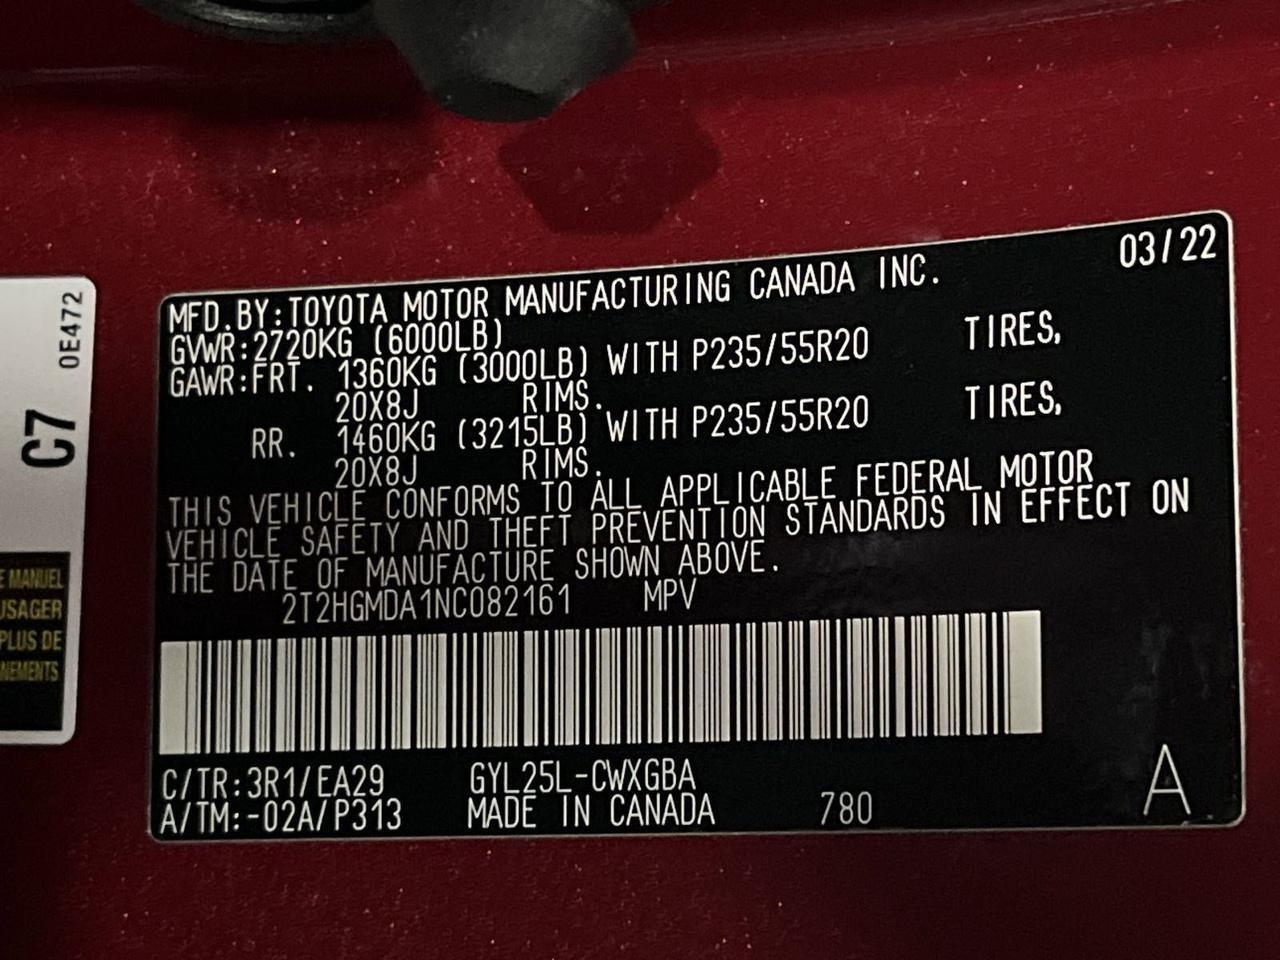 0E472
C7
E MANUEL
USAGER
PLUS DE
NEMENTS
03/22
MFD.BY:TOYOTA MOTOR MANUFACTURING CANADA INC.
GVWR:2720KG (6000LB)
GAWR:FRT. 1360KG (3000LB) WITH P235/55R20 TIRES,
20X8J RIMS.
RR. 1460KG (3215LB) WITH P235/55R20 TIRES,
20X8J RIMS.
THIS VEHICLE CONFORMS TO ALL APPLICABLE FEDERAL MOTOR
VEHICLE SAFETY AND THEFT PREVENTION STANDARDS IN EFFECT ON
THE DATE OF MANUFACTURE SHOWN ABOVE.
2T2HGMDA1NC082161 MPV
C/TR:3R1/EA29 GYL25L-CWXGBA
A/TM:-02A/P313 MADE IN CANADA 780 A